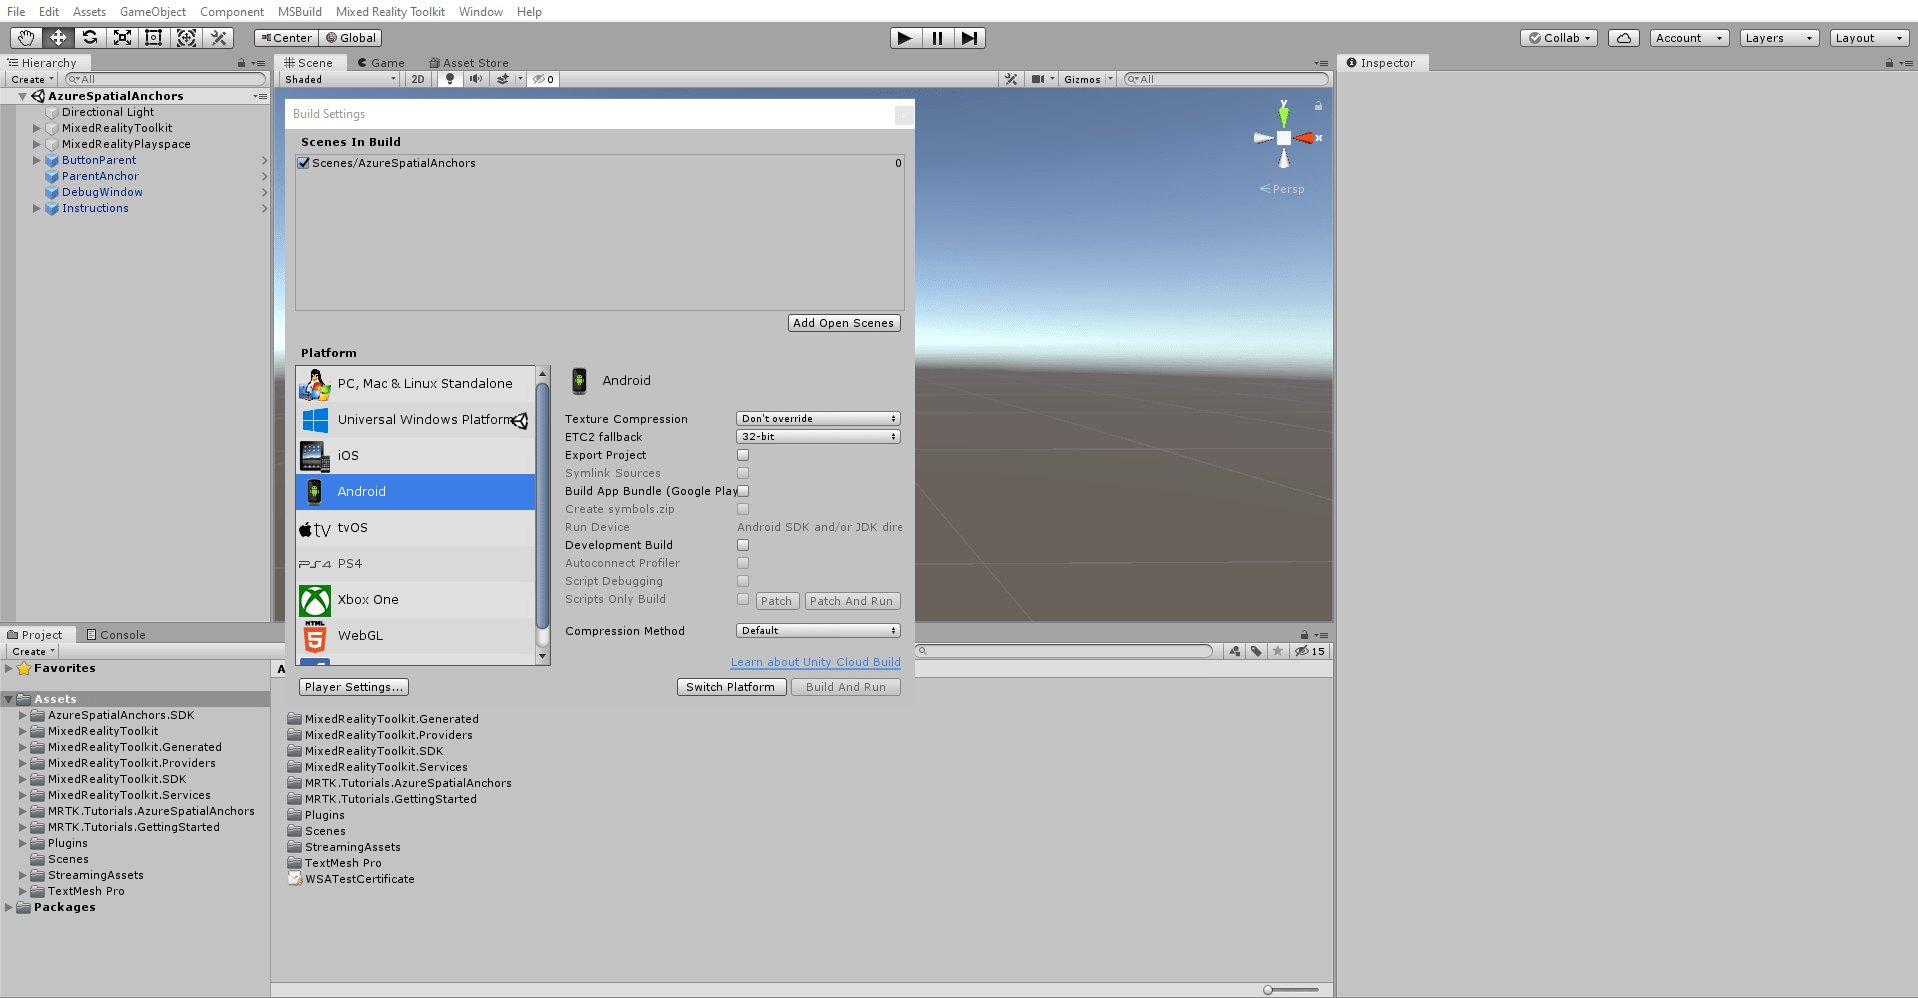 File Edit Assets GameObject Component MSBuild Mixed Reality Toolkit Window Help
Center Global Collab Account Layers Layout
Hierarchy
Create All
AzureSpatialAnchors
Directional Light
MixedRealityToolkit
MixedRealityPlayspace
ButtonParent
ParentAnchor
DebugWindow
Instructions
Scene Game Asset Store
Shaded 2D 0 Gizmos All
y
x
Persp
Inspector
Build Settings
Scenes In Build
Scenes/AzureSpatialAnchors 0
Add Open Scenes
Platform
PC, Mac & Linux Standalone
Universal Windows Platform
iOS
Android
tv tvOS
PS4 PS4
Xbox One
HTML 5 WebGL
Android
Texture Compression Don't override
ETC2 fallback 32-bit
Export Project
Symlink Sources
Build App Bundle (Google Play
Create symbols.zip
Run Device Android SDK and/or JDK dire
Development Build
Autoconnect Profiler
Script Debugging
Scripts Only Build Patch Patch And Run
Compression Method Default
Learn about Unity Cloud Build
Player Settings... Switch Platform Build And Run
Project Console
Create
15
Favorites
A
Assets
AzureSpatialAnchors.SDK
MixedRealityToolkit
MixedRealityToolkit.Generated
MixedRealityToolkit.Providers
MixedRealityToolkit.SDK
MixedRealityToolkit.Services
MRTK.Tutorials.AzureSpatialAnchors
MRTK.Tutorials.GettingStarted
Plugins
Scenes
StreamingAssets
TextMesh Pro
Packages
MixedRealityToolkit.Generated
MixedRealityToolkit.Providers
MixedRealityToolkit.SDK
MixedRealityToolkit.Services
MRTK.Tutorials.AzureSpatialAnchors
MRTK.Tutorials.GettingStarted
Plugins
Scenes
StreamingAssets
TextMesh Pro
WSATestCertificate